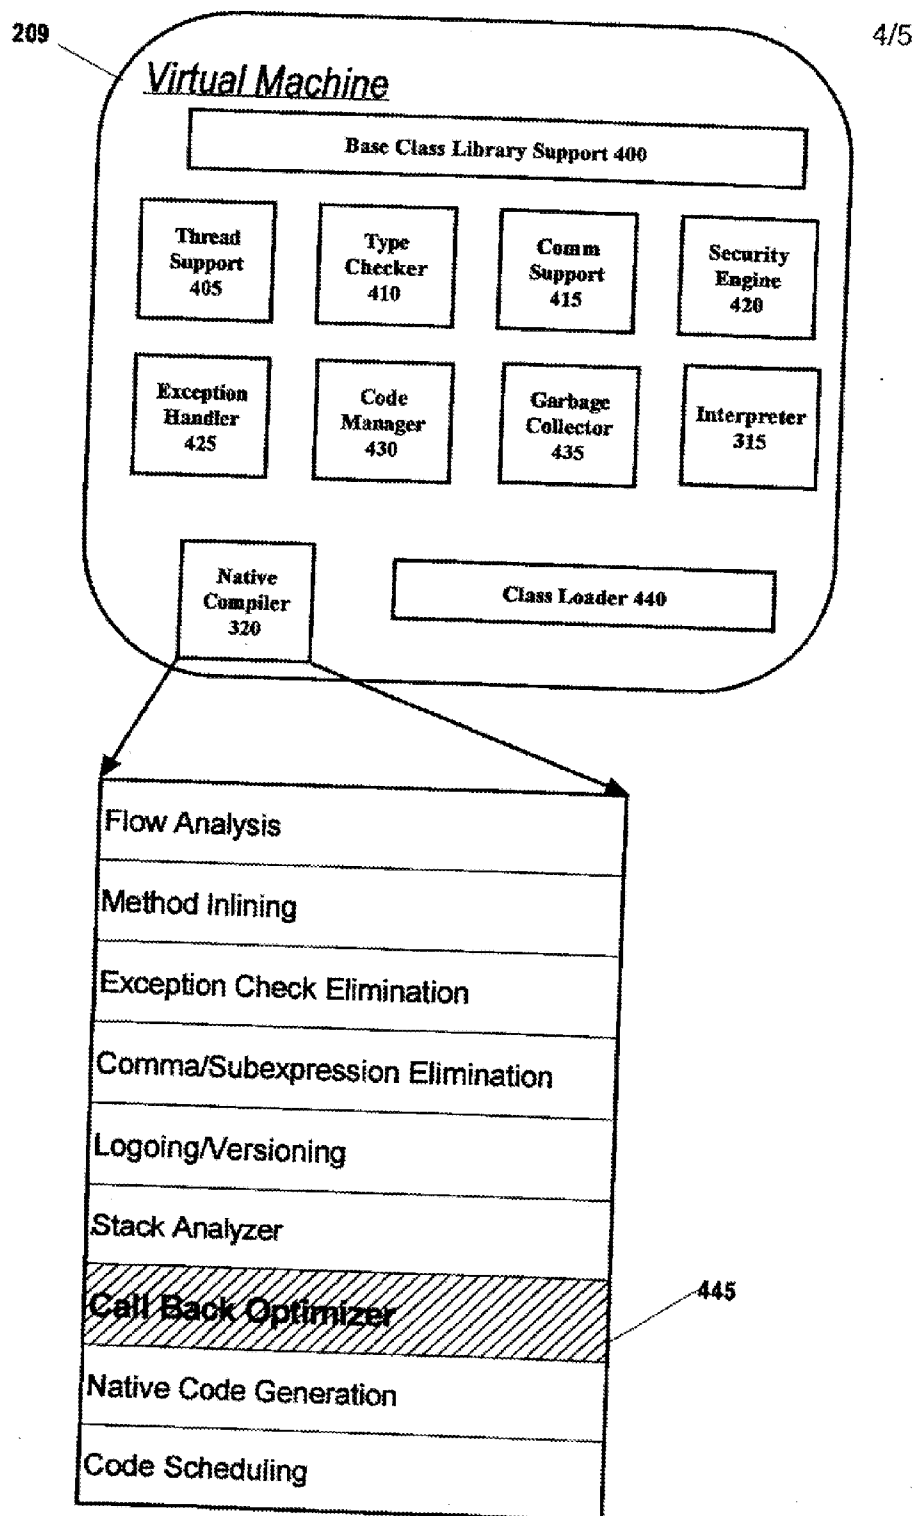 209
4/5
Virtual Machine
Base Class Library Support 400
Thread
Support
405
Type
Checker
410
Comm
Support
415
Security
Engine
420
Exception
Handler
425
Code
Manager
430
Garbage
Collector
435
Interpreter
315
Native
Compiler
320
Class Loader 440
Flow Analysis
Method Inlining
Exception Check Elimination
Comma/Subexpression Elimination
Logoing/Versioning
Stack Analyzer
Call Back Optimizer
445
Native Code Generation
Code Scheduling